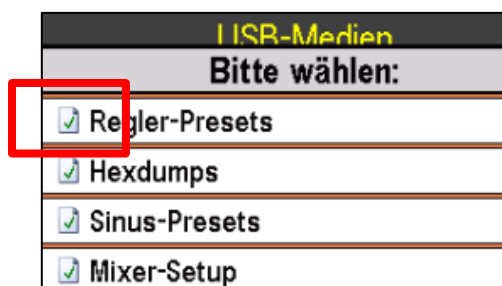 USB-Medien
Bitte wählen:
Regler-Presets
Hexdumps
Sinus-Presets
Mixer-Setup